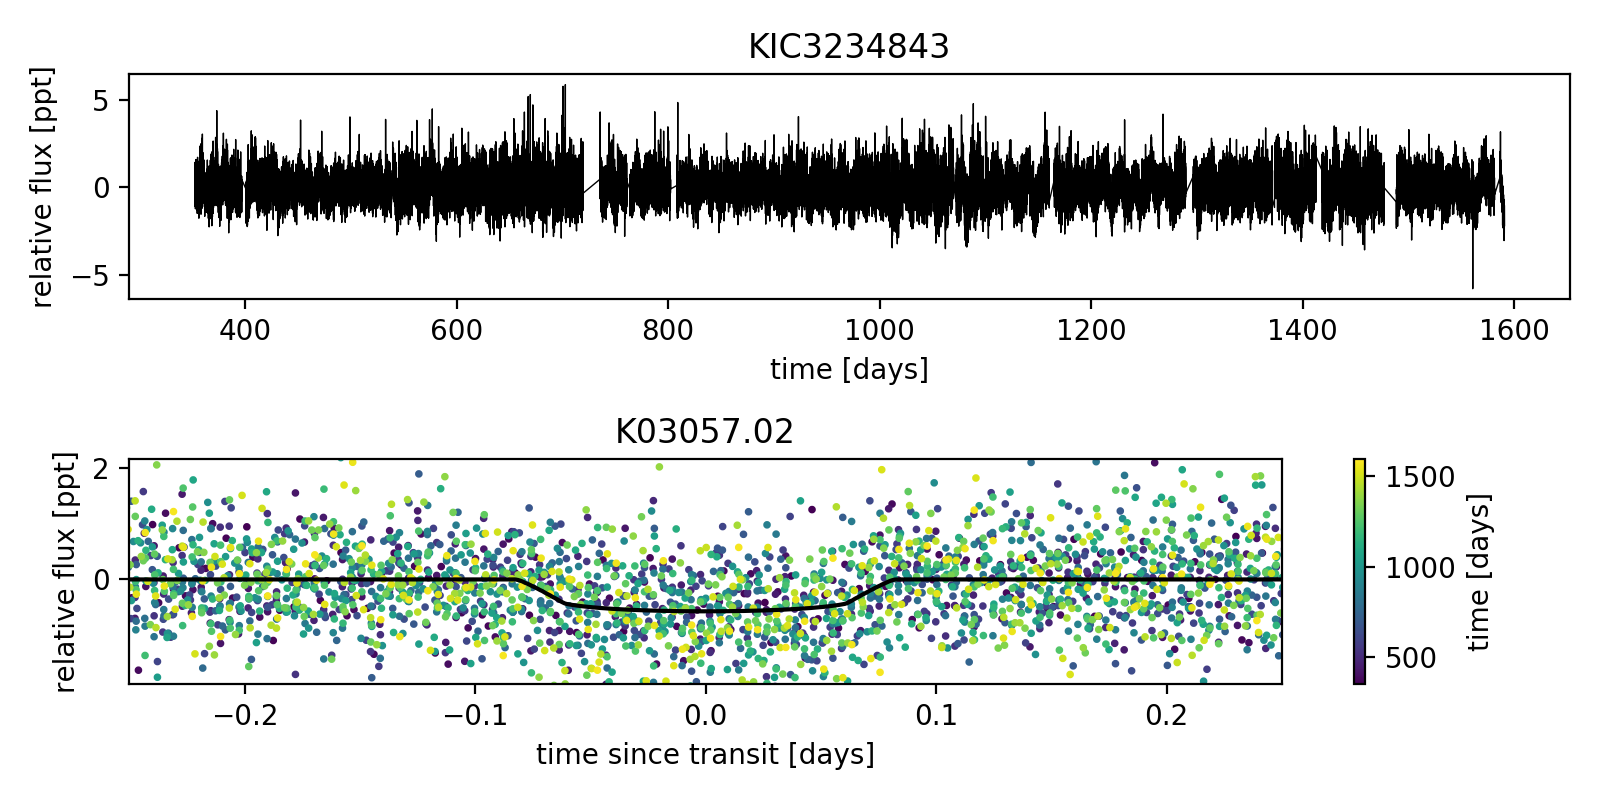 KIC3234843
relative flux [ppt]
5
0
−5
400 600 800 1000 1200 1400 1600
time [days]
K03057.02
relative flux [ppt]
2
0
−0.2 −0.1 0.0 0.1 0.2
time since transit [days]
1500
1000
500
time [days]